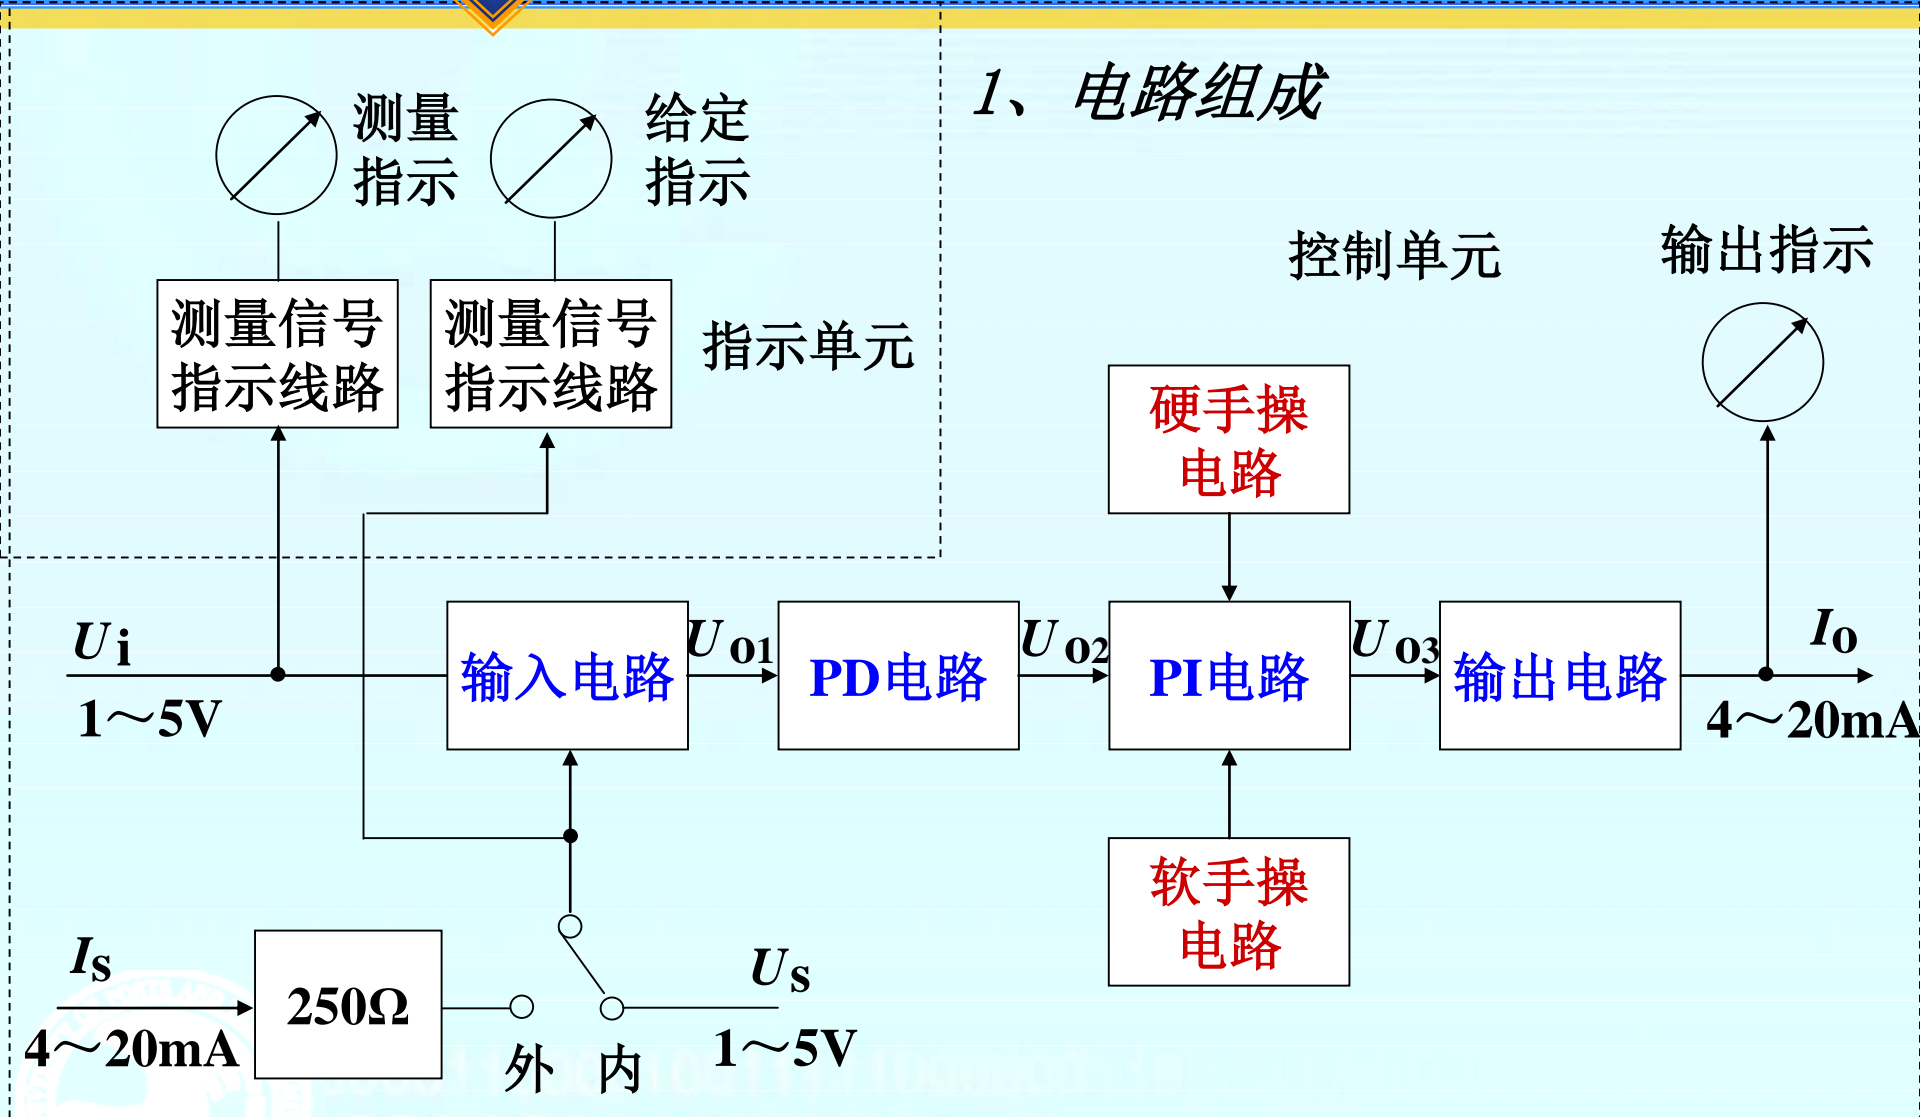 1、电路组成
测量
指示
给定
指示
控制单元
输出指示
测量信号
指示线路
测量信号
指示线路
指示单元
硬手操
电路
Ui
1～5V
输入电路
Uo1
PD电路
Uo2
PI电路
Uo3
输出电路
Io
4～20mA
软手操
电路
Is
4～20mA
250Ω
外
内
Us
1～5V